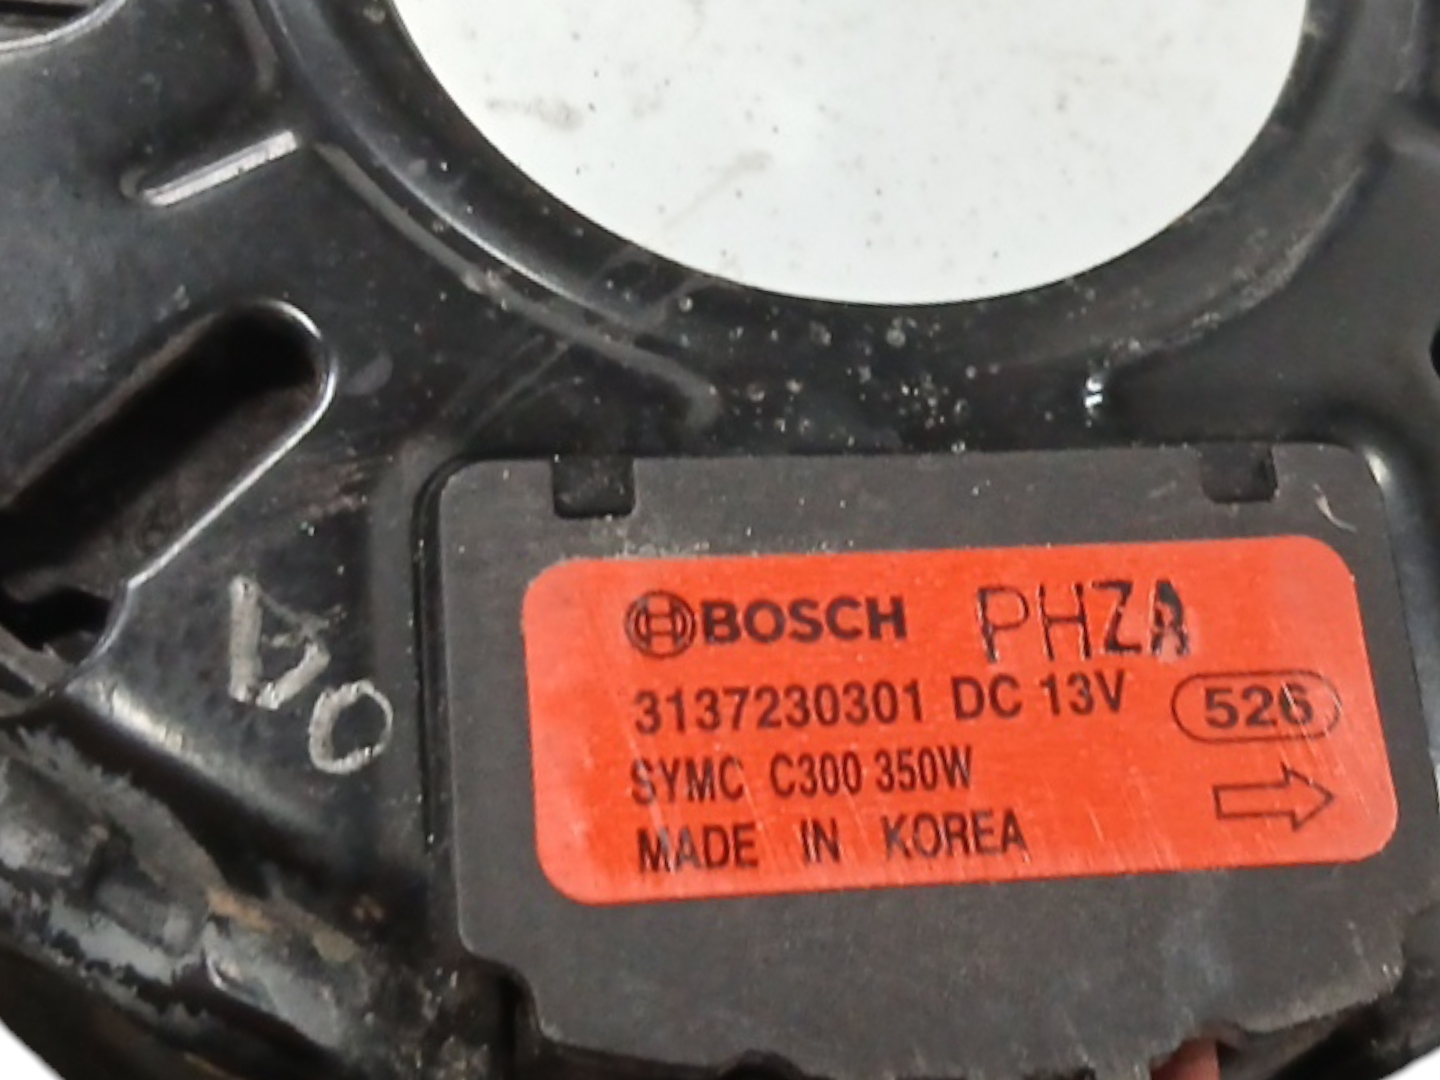 BOSCH PHZA
3137230301 DC 13V 526
SYMC C300 350W
MADE IN KOREA